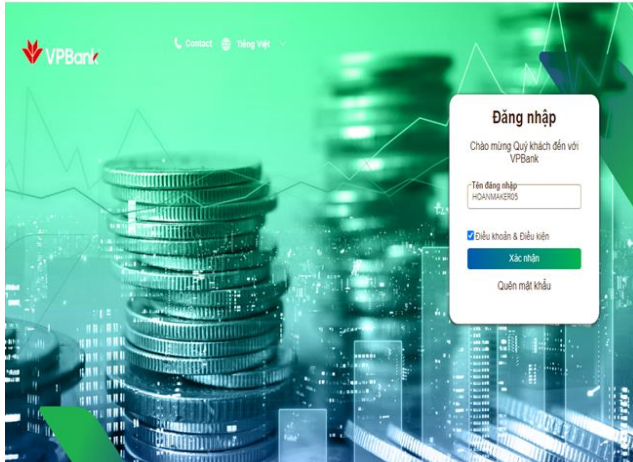 VPBank
Contact
Tiếng Việt
Đăng nhập
Chào mừng Quý khách đến với
VPBank
Tên đăng nhập
HOANMAKER05
Điều khoản & Điều kiện
Xác nhận
Quên mật khẩu